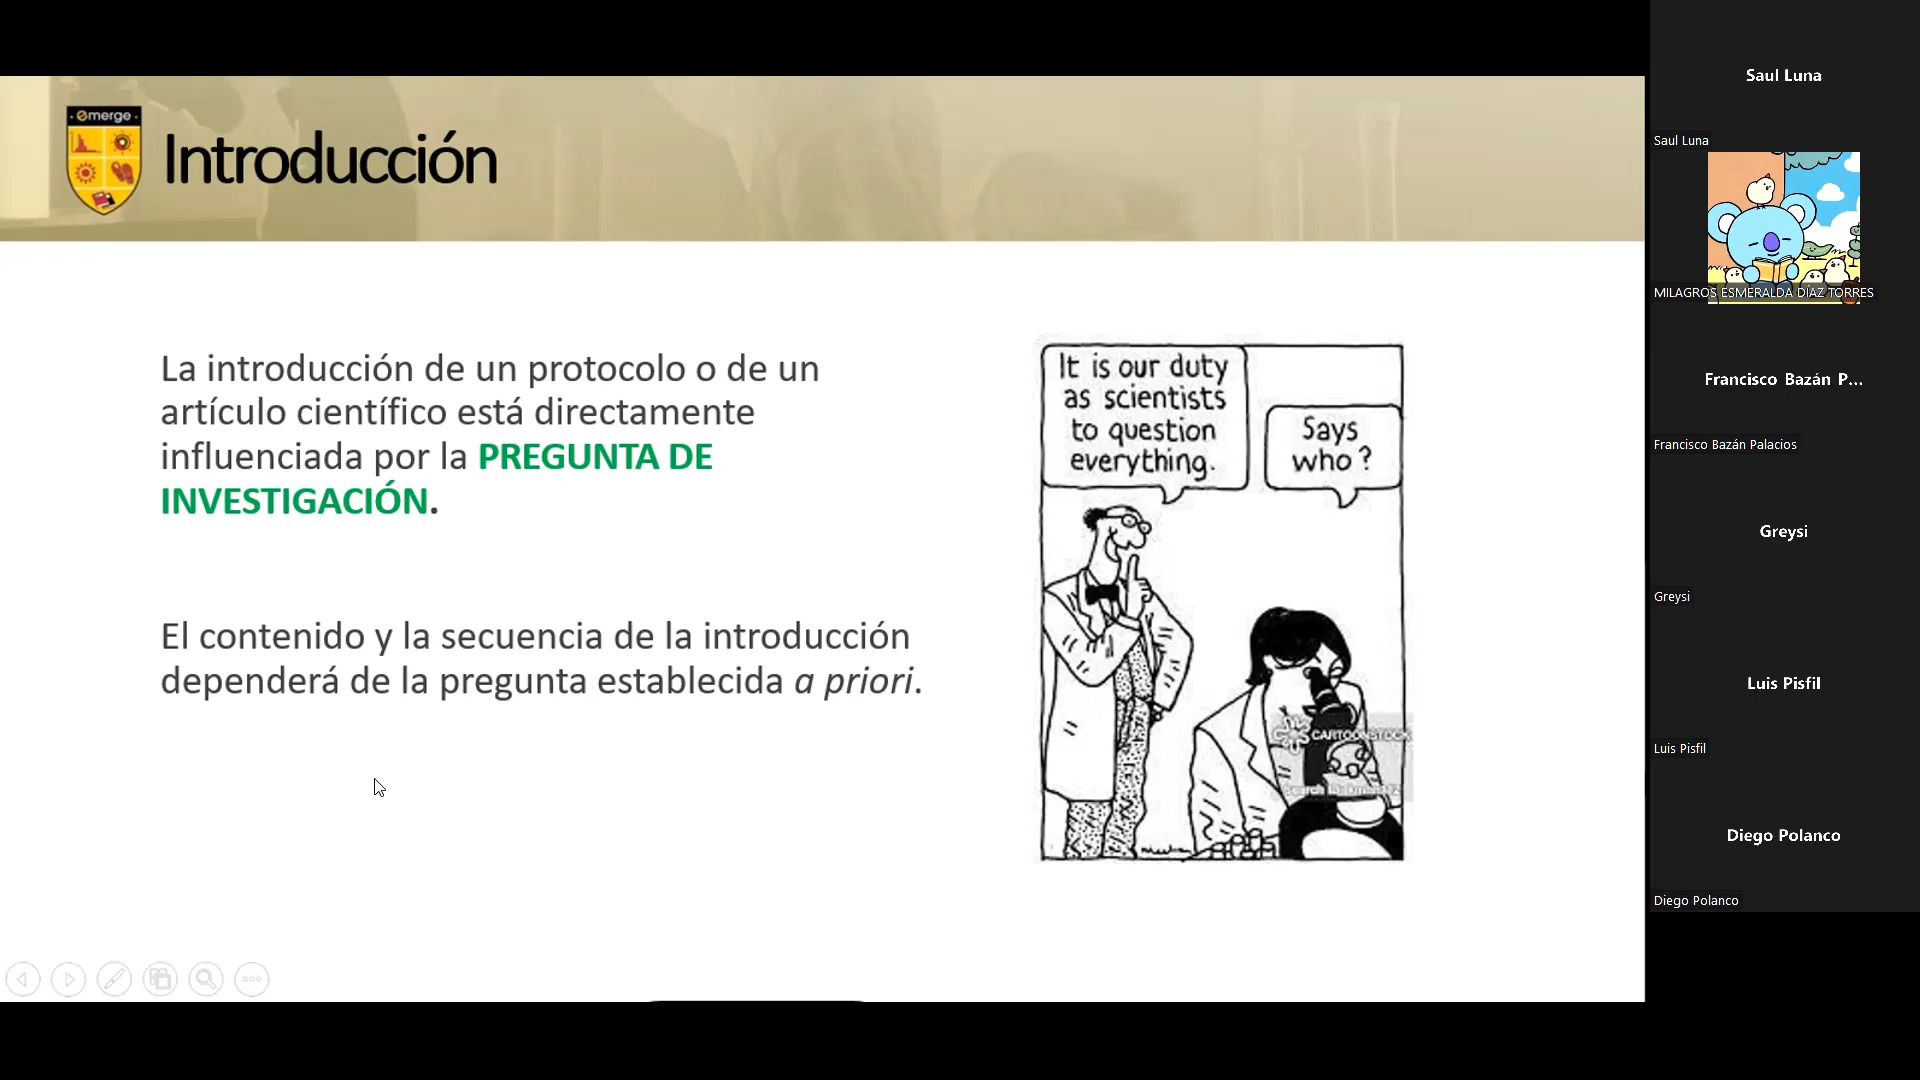 emerge
Introducción
La introducción de un protocolo o de un
artículo científico está directamente
influenciada por la PREGUNTA DE
INVESTIGACIÓN.
El contenido y la secuencia de la introducción
dependerá de la pregunta establecida a priori.
It is our duty
as scientists
to question
everything.
Says
who?
CARTOONSTOCK
Saul Luna
Saul Luna
MILAGROS ESMERALDA DÍAZ TORRES
Francisco Bazán P...
Francisco Bazán Palacios
Greysi
Greysi
Luis Pisfil
Luis Pisfil
Diego Polanco
Diego Polanco